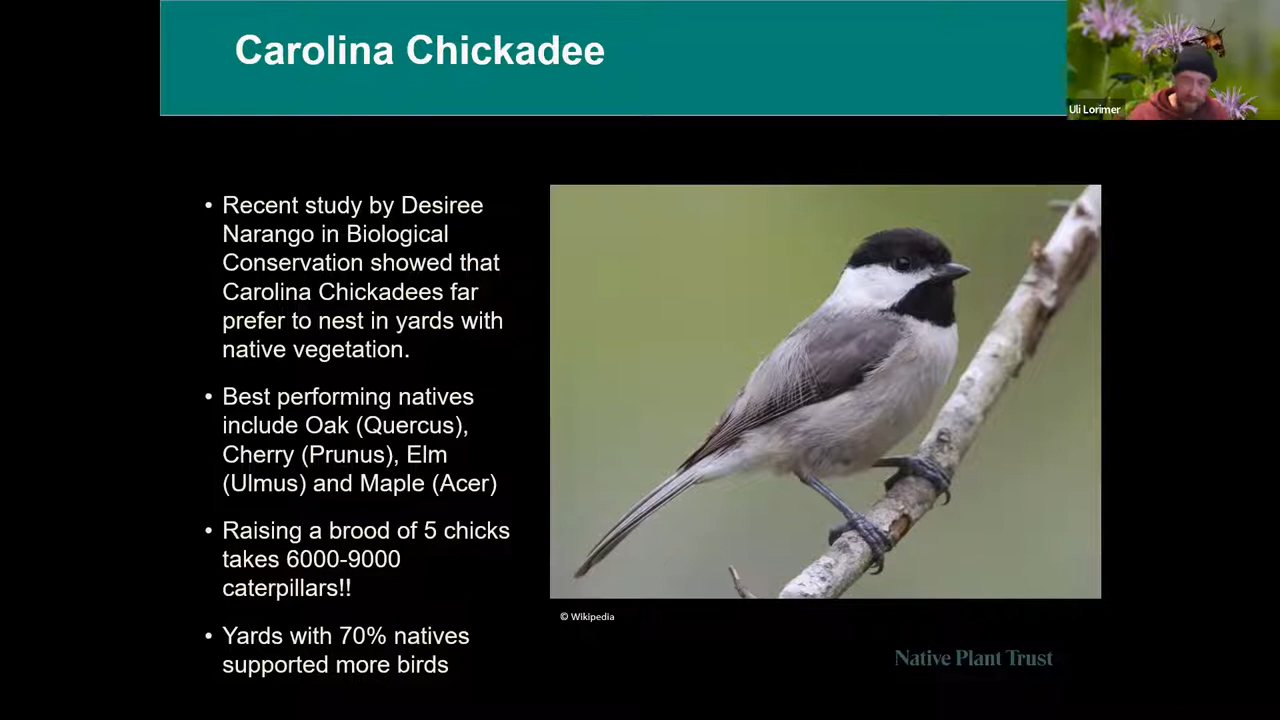 Carolina Chickadee
Uli Lorimer
• Recent study by Desiree
Narango in Biological
Conservation showed that
Carolina Chickadees far
prefer to nest in yards with
native vegetation.
• Best performing natives
include Oak (Quercus),
Cherry (Prunus), Elm
(Ulmus) and Maple (Acer)
• Raising a brood of 5 chicks
takes 6000-9000
caterpillars!!
• Yards with 70% natives
supported more birds
© Wikipedia
Native Plant Trust